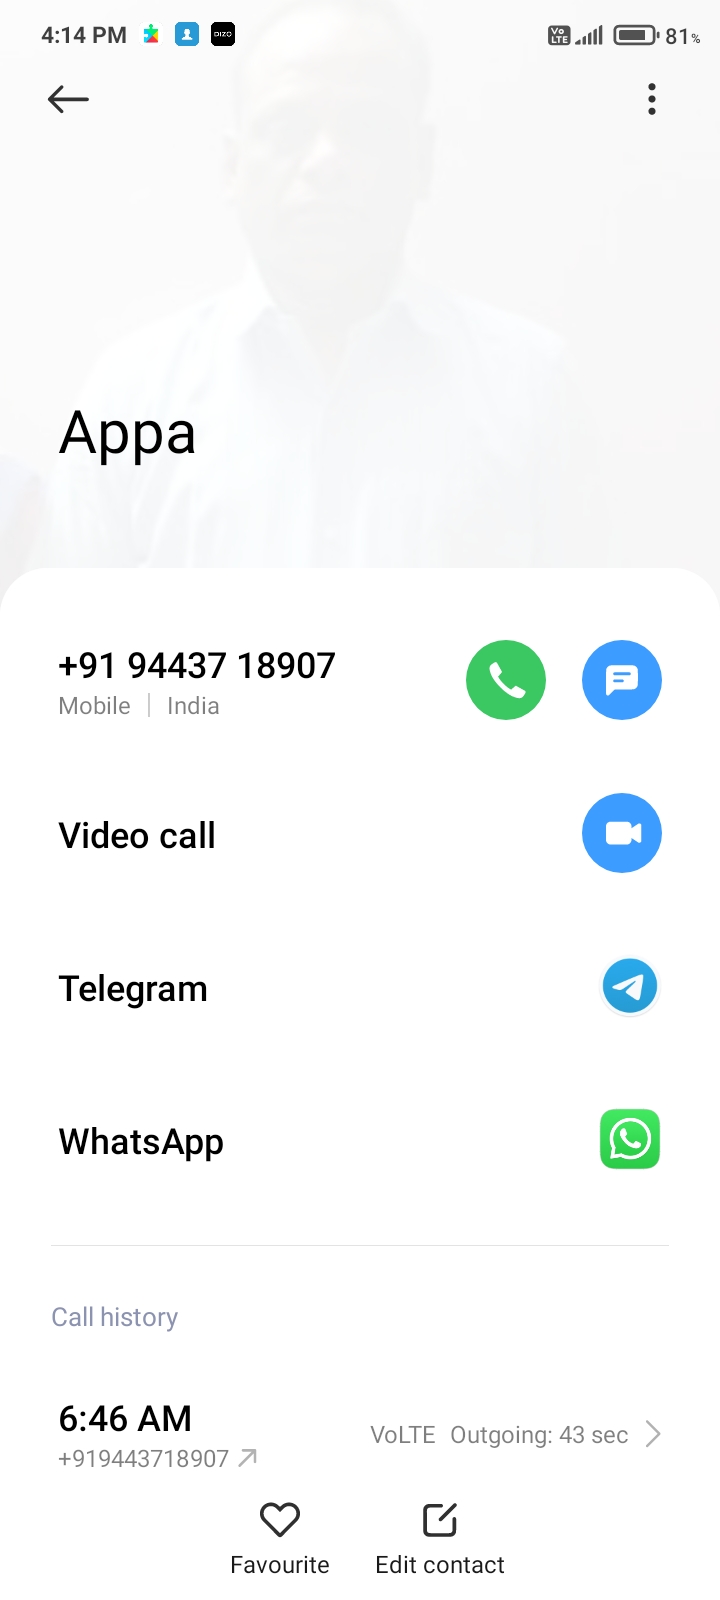 4:14 PM DIZO Vo LTE 81%
Appa
+91 94437 18907
Mobile India
Video call
Telegram
WhatsApp
Call history
6:46 AM
+919443718907
VoLTE Outgoing: 43 sec
Favourite Edit contact